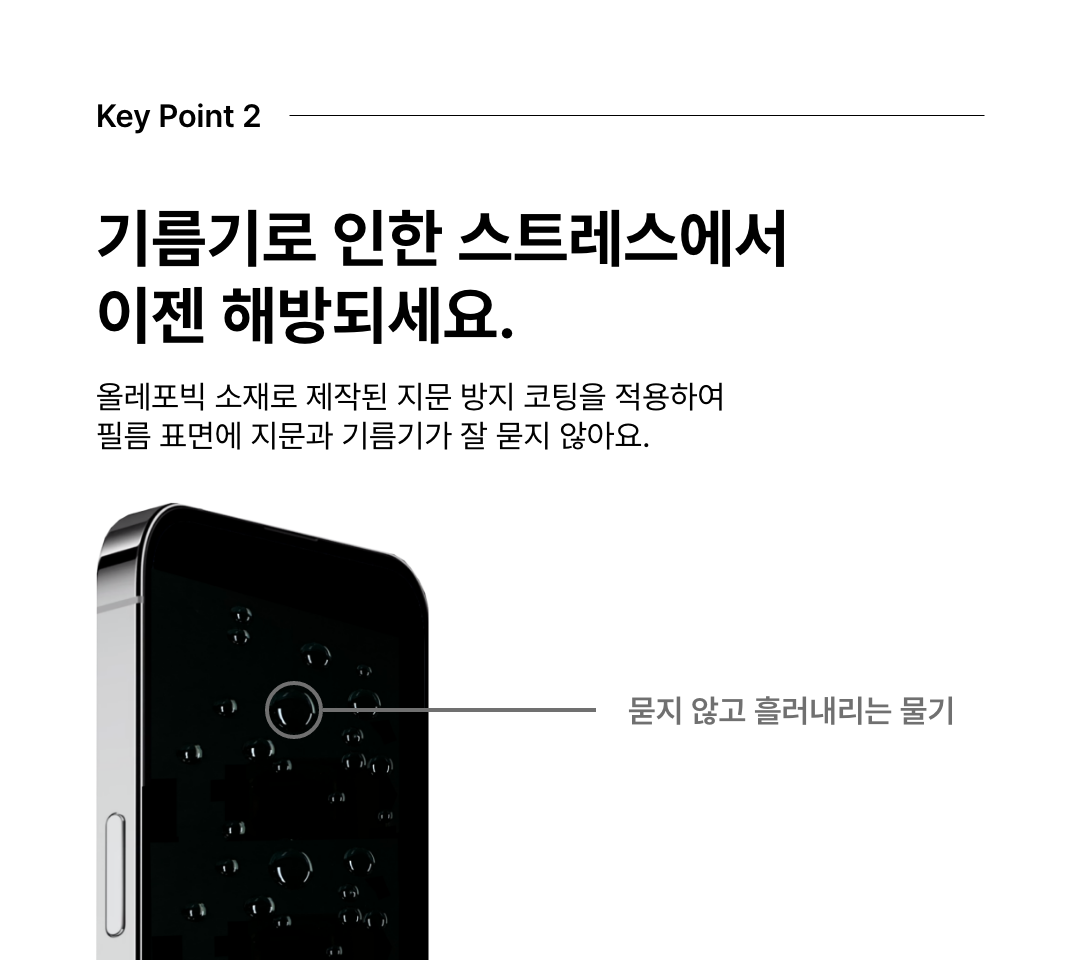 Key Point 2
기름기로 인한 스트레스에서
이젠 해방되세요.
올레포빅 소재로 제작된 지문 방지 코팅을 적용하여
필름 표면에 지문과 기름기가 잘 묻지 않아요.
묻지 않고 흘러내리는 물기